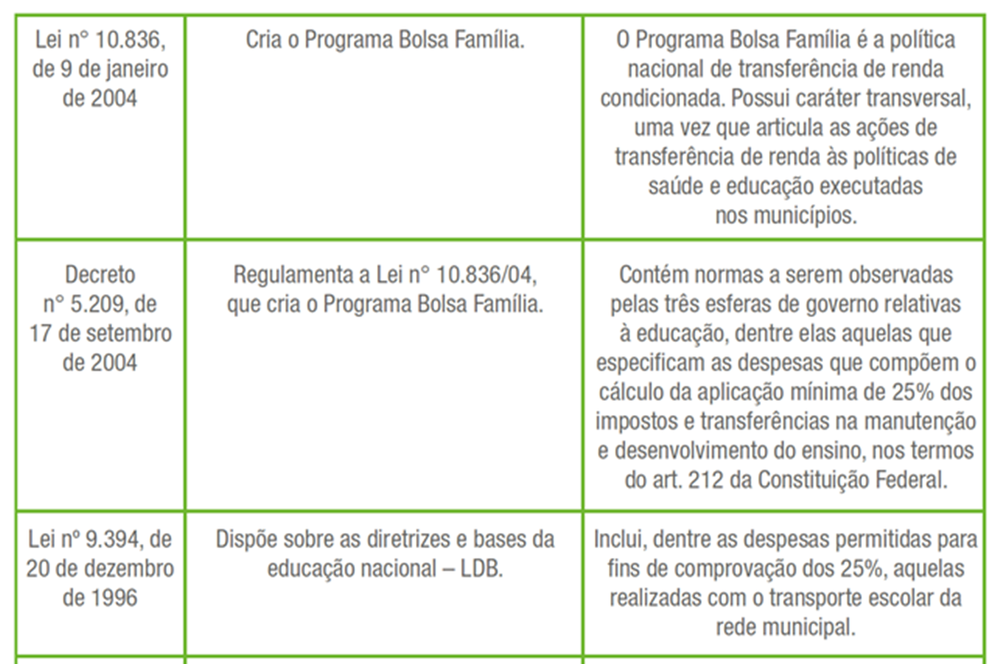 Lei n° 10.836,
de 9 de janeiro
de 2004
Cria o Programa Bolsa Família.
O Programa Bolsa Família é a política
nacional de transferência de renda
condicionada. Possui caráter transversal,
uma vez que articula as ações de
transferência de renda às políticas de
saúde e educação executadas
nos municípios.
Decreto
n° 5.209, de
17 de setembro
de 2004
Regulamenta a Lei n° 10.836/04,
que cria o Programa Bolsa Família.
Contém normas a serem observadas
pelas três esferas de governo relativas
à educação, dentre elas aquelas que
especificam as despesas que compõem o
cálculo da aplicação mínima de 25% dos
impostos e transferências na manutenção
e desenvolvimento do ensino, nos termos
do art. 212 da Constituição Federal.
Lei nº 9.394, de
20 de dezembro
de 1996
Dispõe sobre as diretrizes e bases da
educação nacional – LDB.
Inclui, dentre as despesas permitidas para
fins de comprovação dos 25%, aquelas
realizadas com o transporte escolar da
rede municipal.